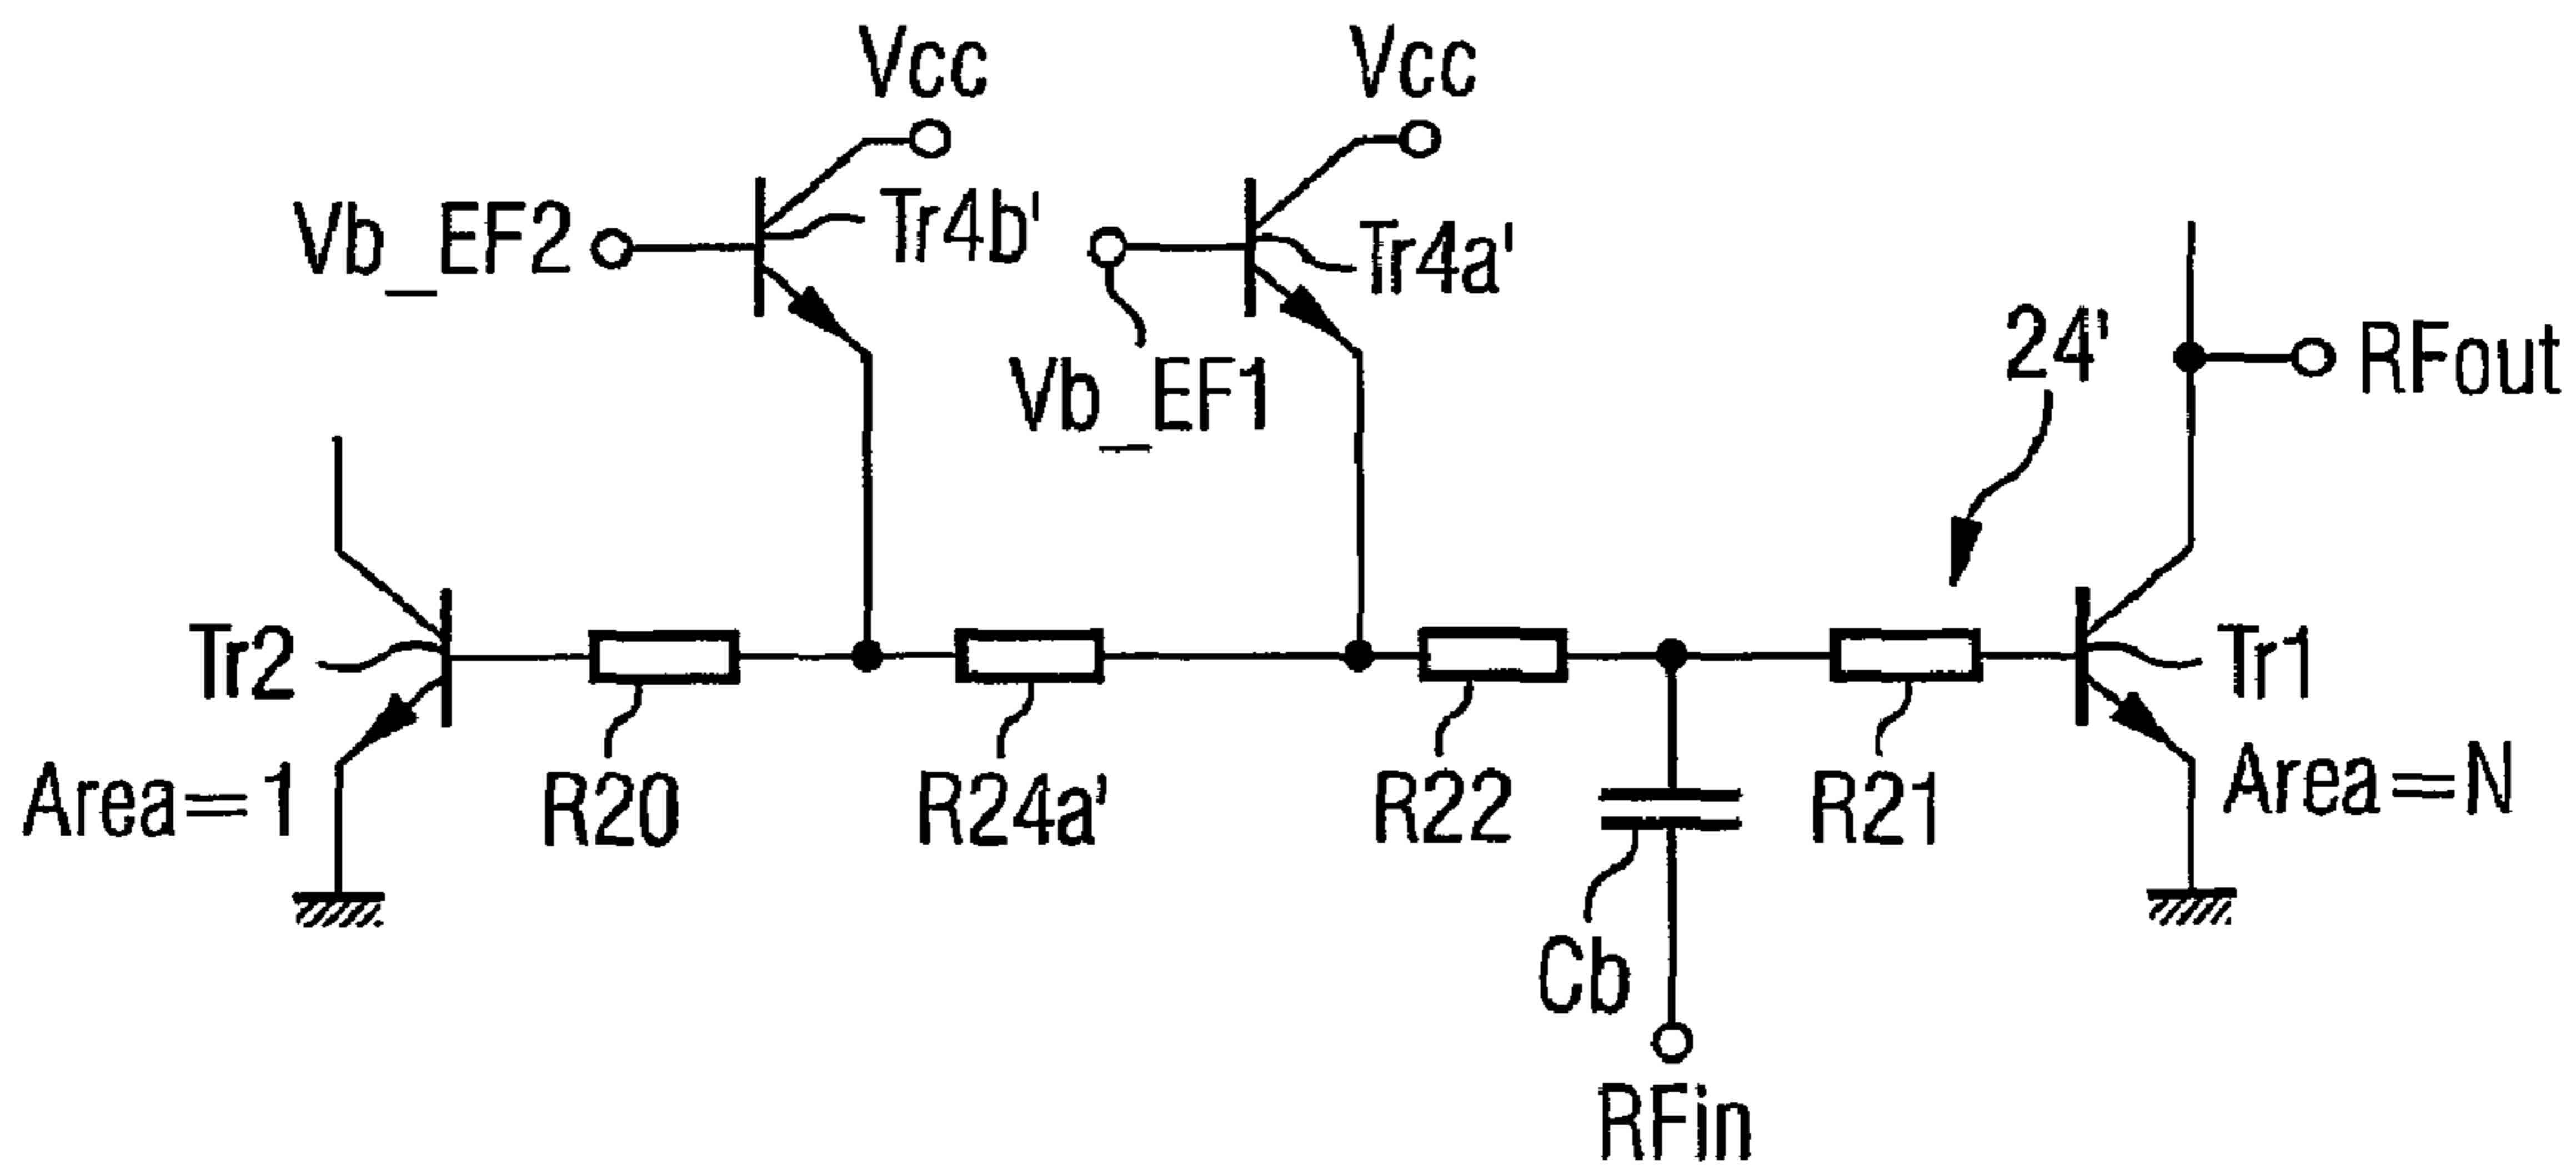 Vcc
Vcc
Vb_EF2
Tr4b'
Tr4a'
Vb_EF1
24'
RFout
Tr2
Tr1
Area=1
R20
R24a'
R22
R21
Area=N
Cb
RFin